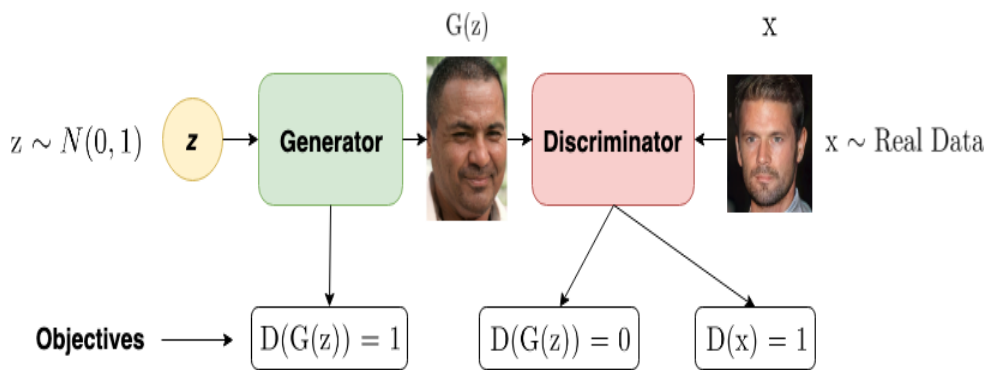 G(z)
x
z ∼ N(0, 1)
z
Generator
Discriminator
x ∼ Real Data
Objectives
D(G(z)) = 1
D(G(z)) = 0
D(x) = 1